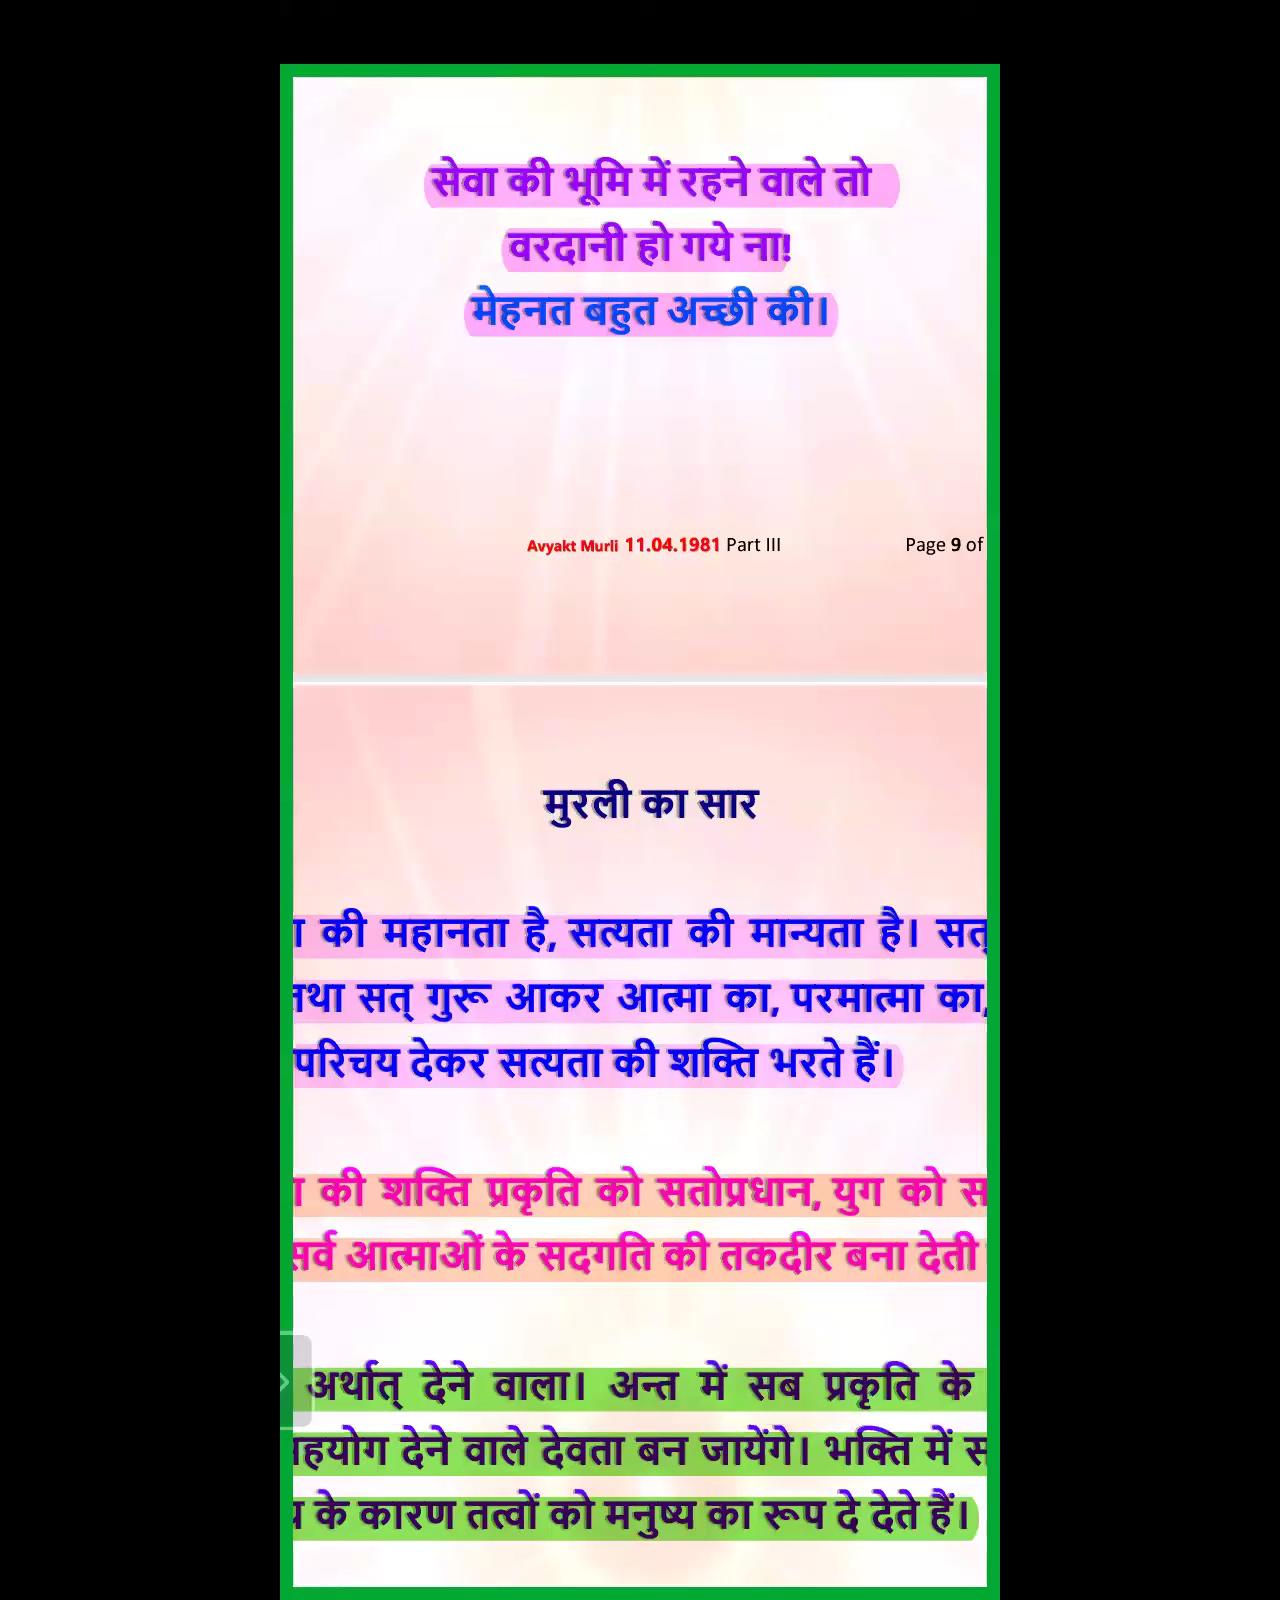 सेवा की भूमि में रहने वाले तो
वरदानी हो गये ना!
मेहनत बहुत अच्छी की।
Avyakt Murli 11.04.1981 Part III Page 9 of
मुरली का सार
की महानता है, सत्यता की मान्यता है। सत्
सत् गुरू आकर आत्मा का, परमात्मा का,
परिचय देकर सत्यता की शक्ति भरते हैं।
की शक्ति प्रकृति को सतोप्रधान, युग को
सर्व आत्माओं के सदगति की तकदीर बना देती
अर्थात् देने वाला। अन्त में सब प्रकृति के
देने वाले देवता बन जायेंगे। भक्ति में
के कारण तत्वों को मनुष्य का रूप दे देते हैं।